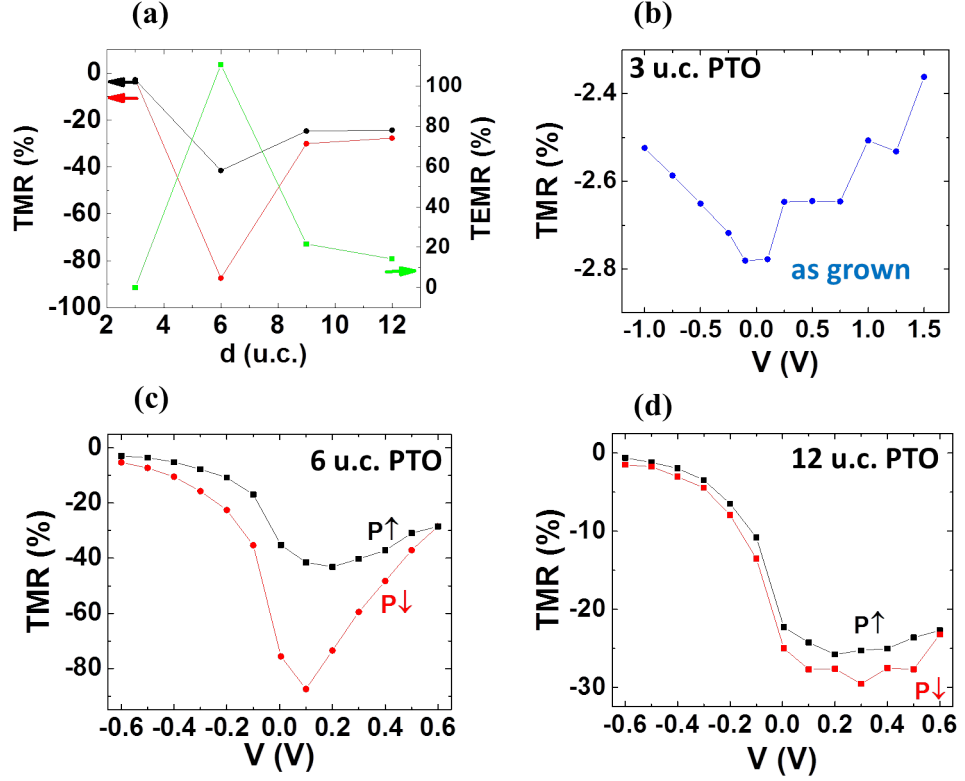 (a)
TMR (%)
0
-20
-40
-60
-80
-100
2 4 6 8 10 12
d (u.c.)
100
80
60
40
20
0
TEMR (%)
(b)
3 u.c. PTO
TMR (%)
-2.4
-2.6
-2.8
as grown
-1.0 -0.5 0.0 0.5 1.0 1.5
V (V)
(c)
6 u.c. PTO
TMR (%)
0
-20
-40
-60
-80
P↑
P↓
-0.6 -0.4 -0.2 0.0 0.2 0.4 0.6
V (V)
(d)
12 u.c. PTO
TMR (%)
0
-10
-20
-30
P↑
P↓
-0.6 -0.4 -0.2 0.0 0.2 0.4 0.6
V (V)